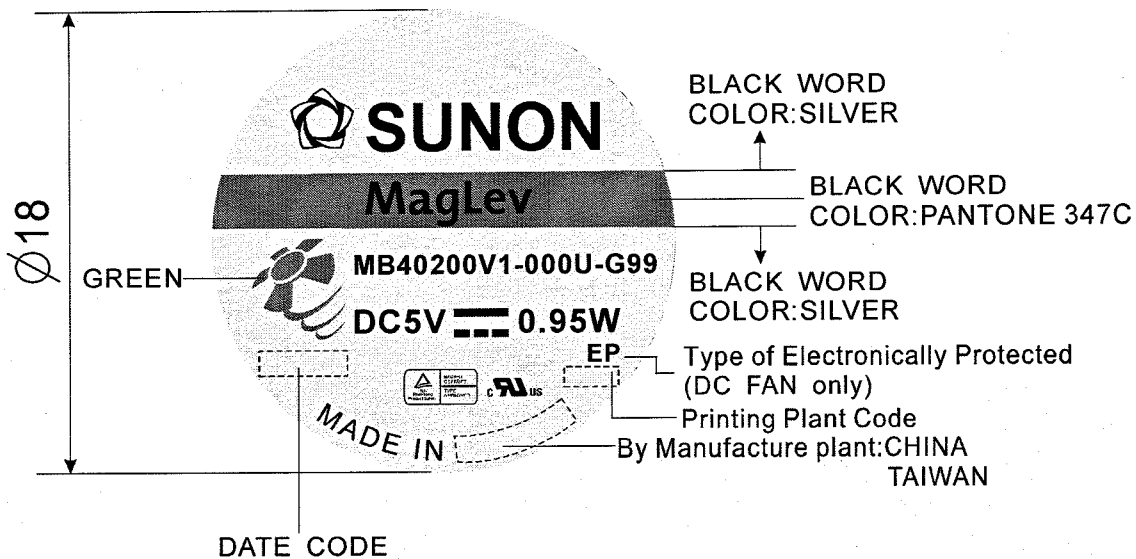 BLACK WORD
COLOR:SILVER
SUNON
MagLev
BLACK WORD
COLOR:PANTONE 347C
Ø18
GREEN
MB40200V1-000U-G99
BLACK WORD
COLOR:SILVER
DC5V 0.95W
EP
Type of Electronically Protected
(DC FAN only)
c RU US
Printing Plant Code
MADE IN
By Manufacture plant:CHINA
TAIWAN
DATE CODE